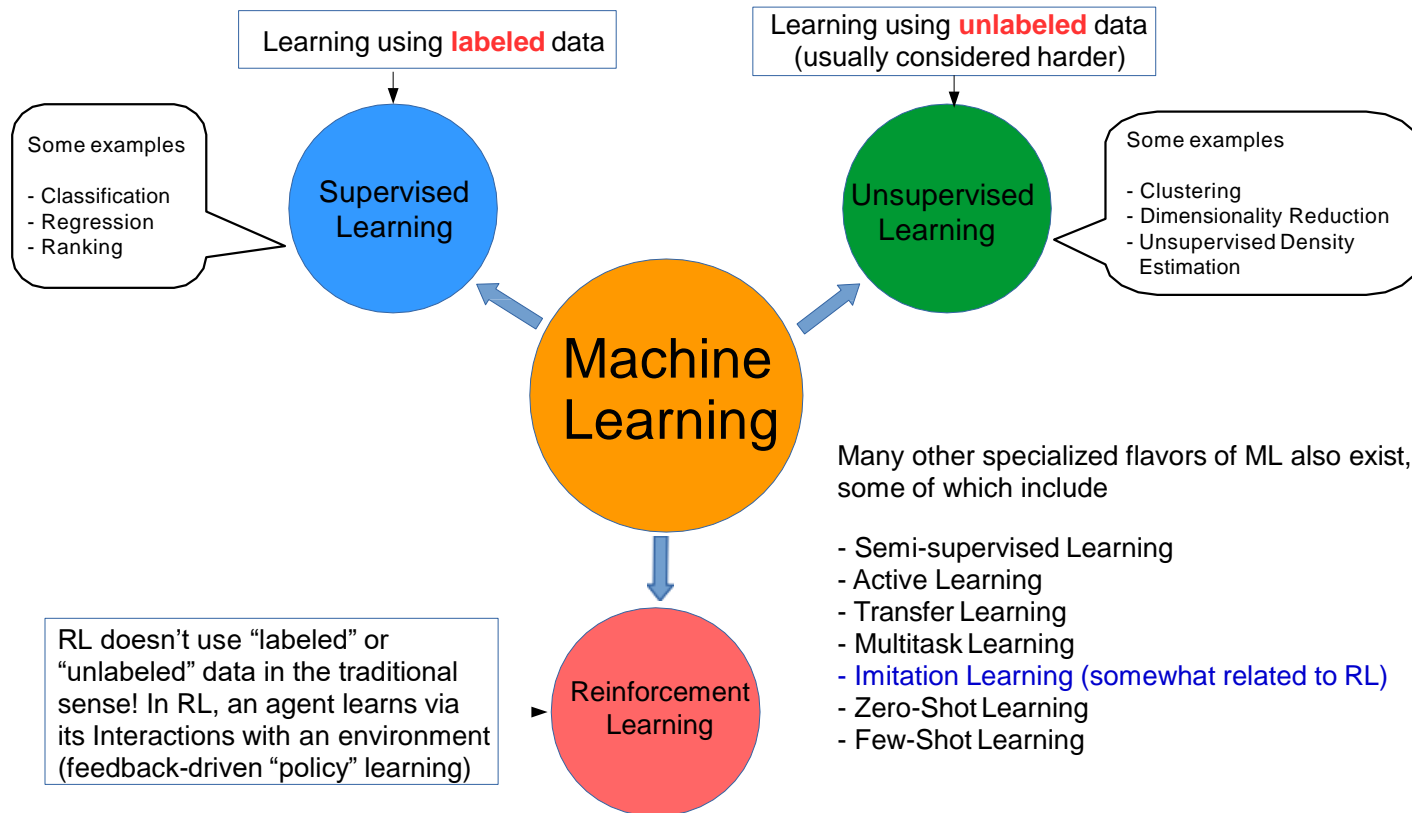 Learning using labeled data
Learning using unlabeled data
(usually considered harder)
Some examples
- Classification
- Regression
- Ranking
Supervised
Learning
Unsupervised
Learning
Some examples
- Clustering
- Dimensionality Reduction
- Unsupervised Density
Estimation
Machine
Learning
Many other specialized flavors of ML also exist,
some of which include
- Semi-supervised Learning
- Active Learning
- Transfer Learning
- Multitask Learning
- Imitation Learning (somewhat related to RL)
- Zero-Shot Learning
- Few-Shot Learning
RL doesn’t use “labeled” or
“unlabeled” data in the traditional
sense! In RL, an agent learns via
its Interactions with an environment
(feedback-driven “policy” learning)
Reinforcement
Learning